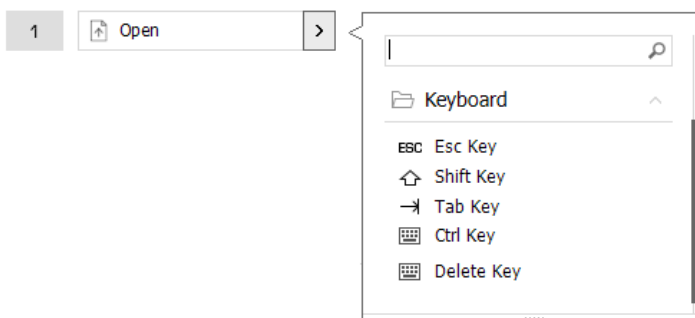 1 Open
Keyboard
ESC Esc Key
Shift Key
Tab Key
Ctrl Key
Delete Key